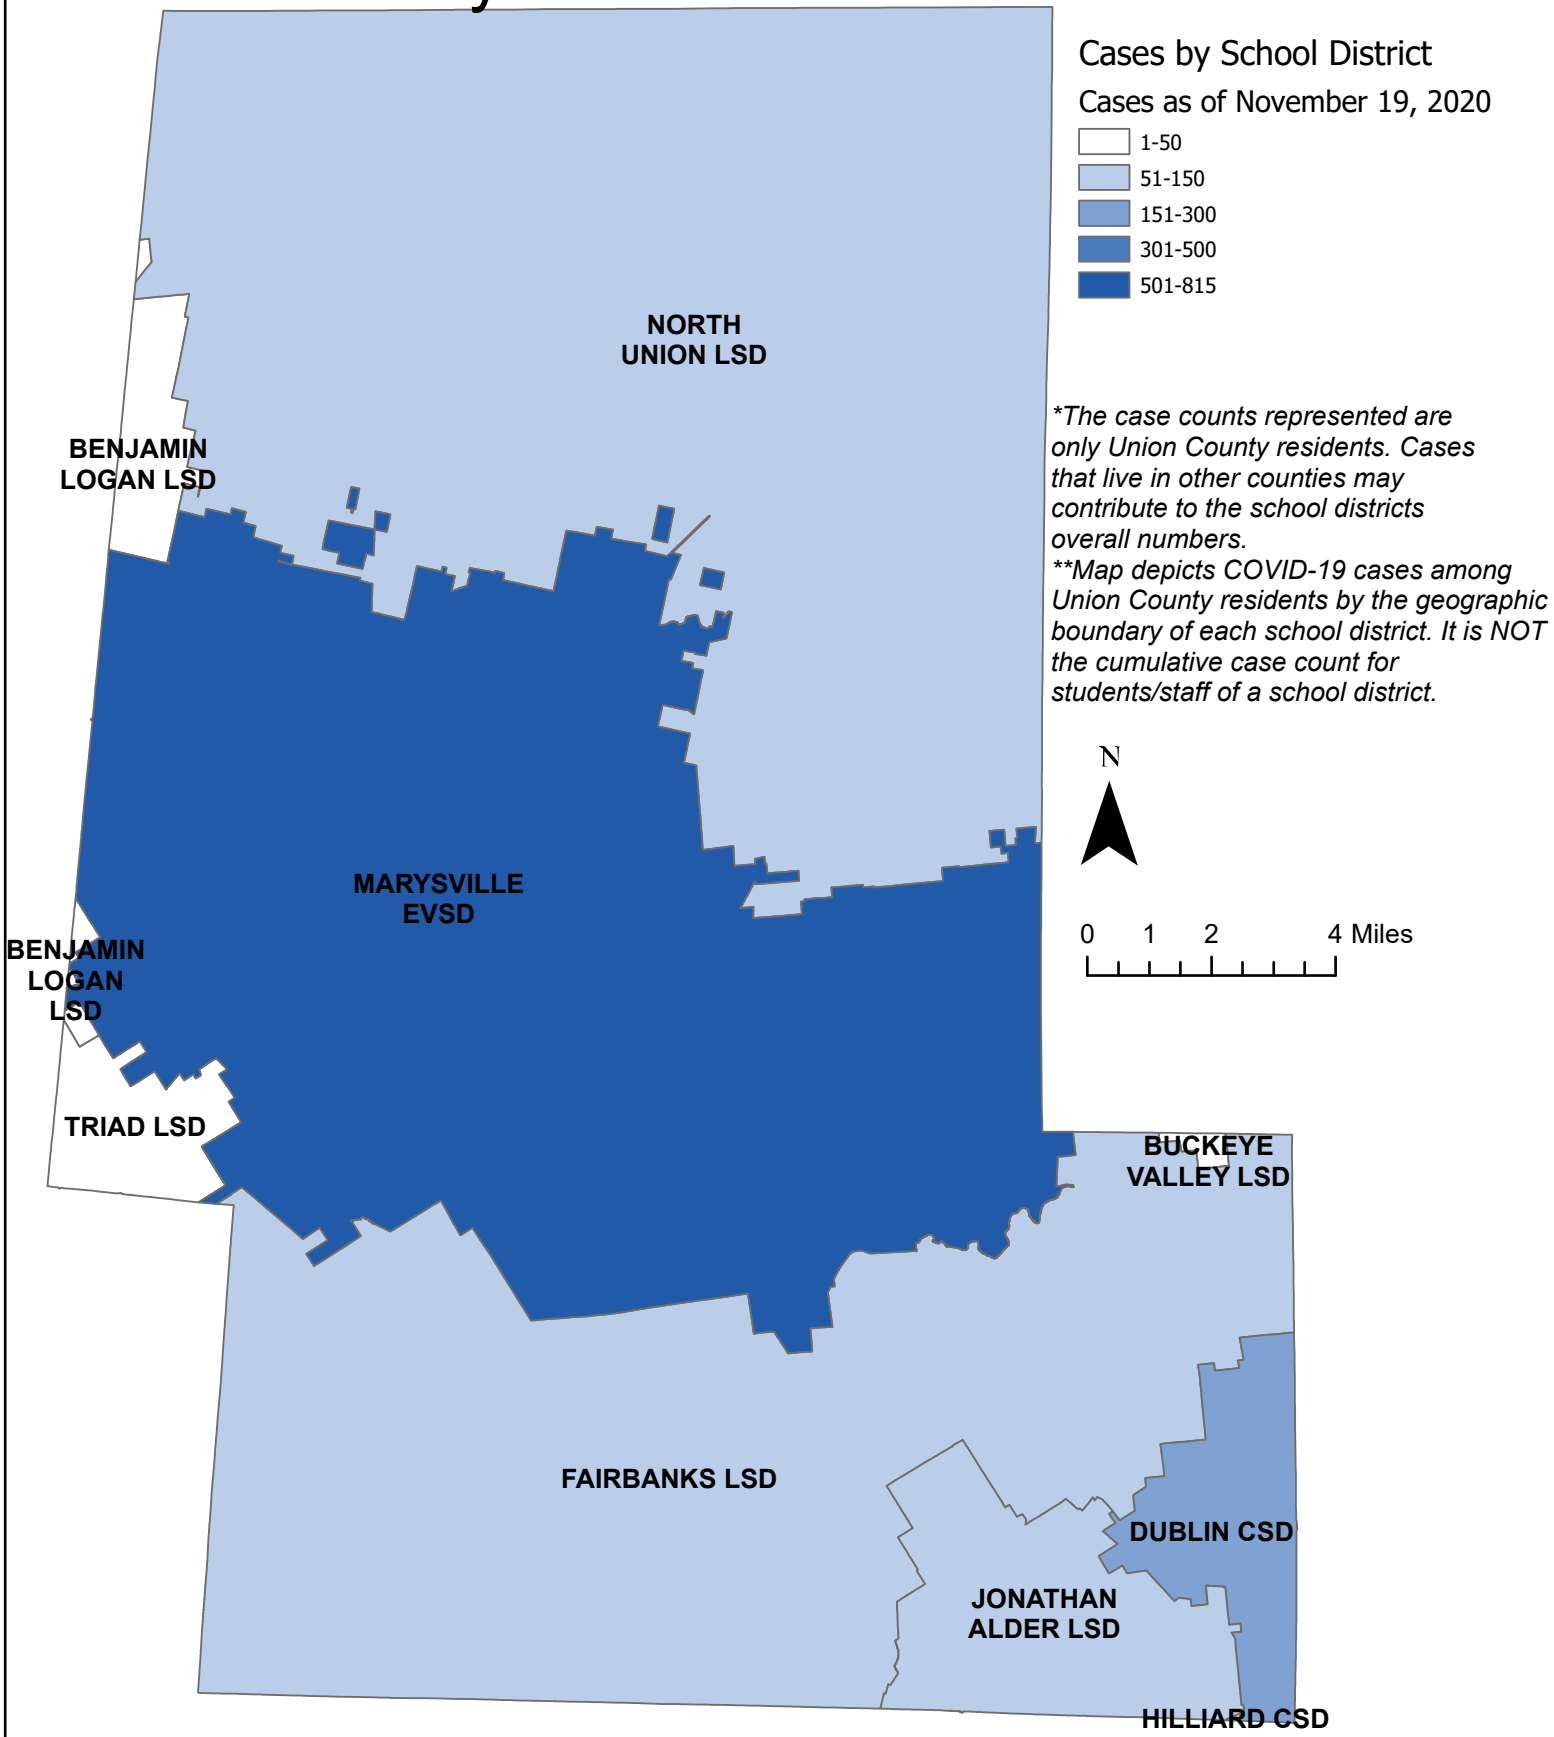 Cases by School District
Cases as of November 19, 2020
1-50
51-150
151-300
301-500
501-815
NORTH
UNION LSD
*The case counts represented are
only Union County residents. Cases
that live in other counties may
contribute to the school districts
overall numbers.
**Map depicts COVID-19 cases among
Union County residents by the geographic
boundary of each school district. It is NOT
the cumulative case count for
students/staff of a school district.
BENJAMIN
LOGAN LSD
N
MARYSVILLE
EVSD
0 1 2 4 Miles
BENJAMIN
LOGAN
LSD
TRIAD LSD
BUCKEYE
VALLEY LSD
FAIRBANKS LSD
DUBLIN CSD
JONATHAN
ALDER LSD
HILLIARD CSD